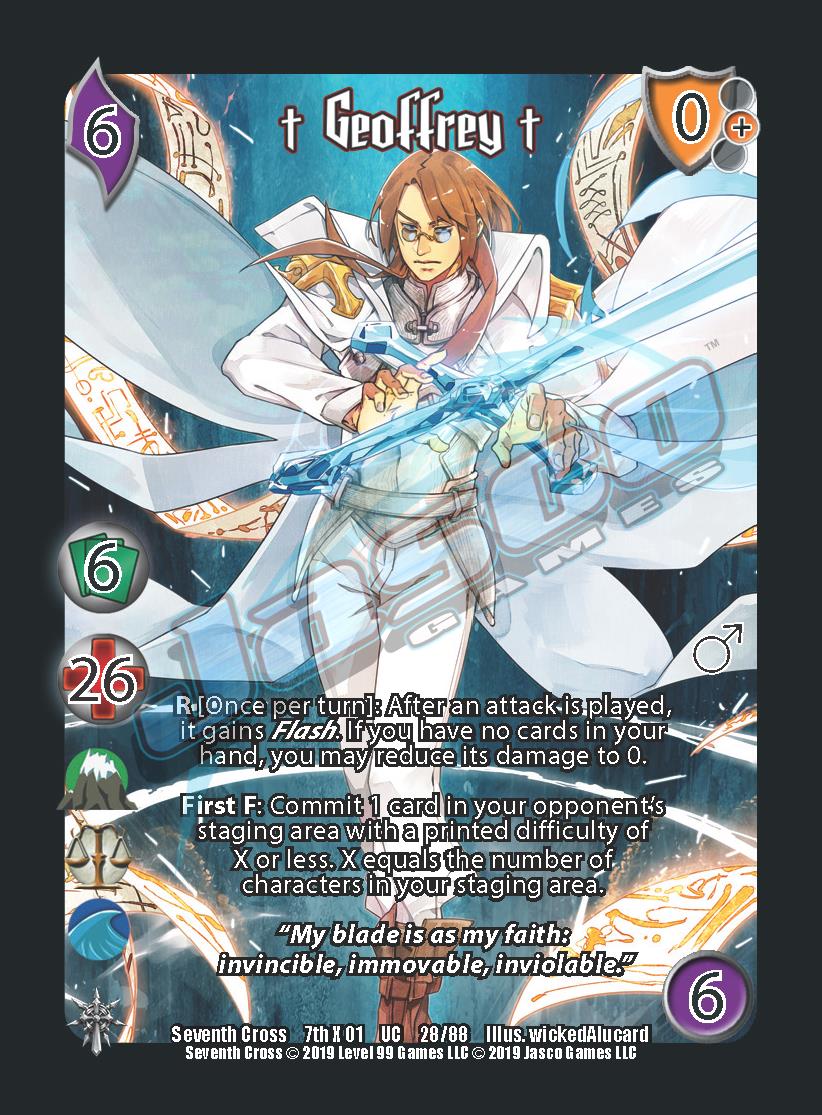 6
† Geoffrey †
0
+
TM
Jasco
GAMES
6
26
R [Once per turn]: After an attack is played,
it gains Flash. If you have no cards in your
hand, you may reduce its damage to 0.
First F: Commit 1 card in your opponent's
staging area with a printed difficulty of
X or less. X equals the number of
characters in your staging area.
“My blade is as my faith:
invincible, immovable, inviolable.”
6
Seventh Cross 7th X 01 UC 28/88 Illus. wickedAlucard
Seventh Cross © 2019 Level 99 Games LLC © 2019 Jasco Games LLC